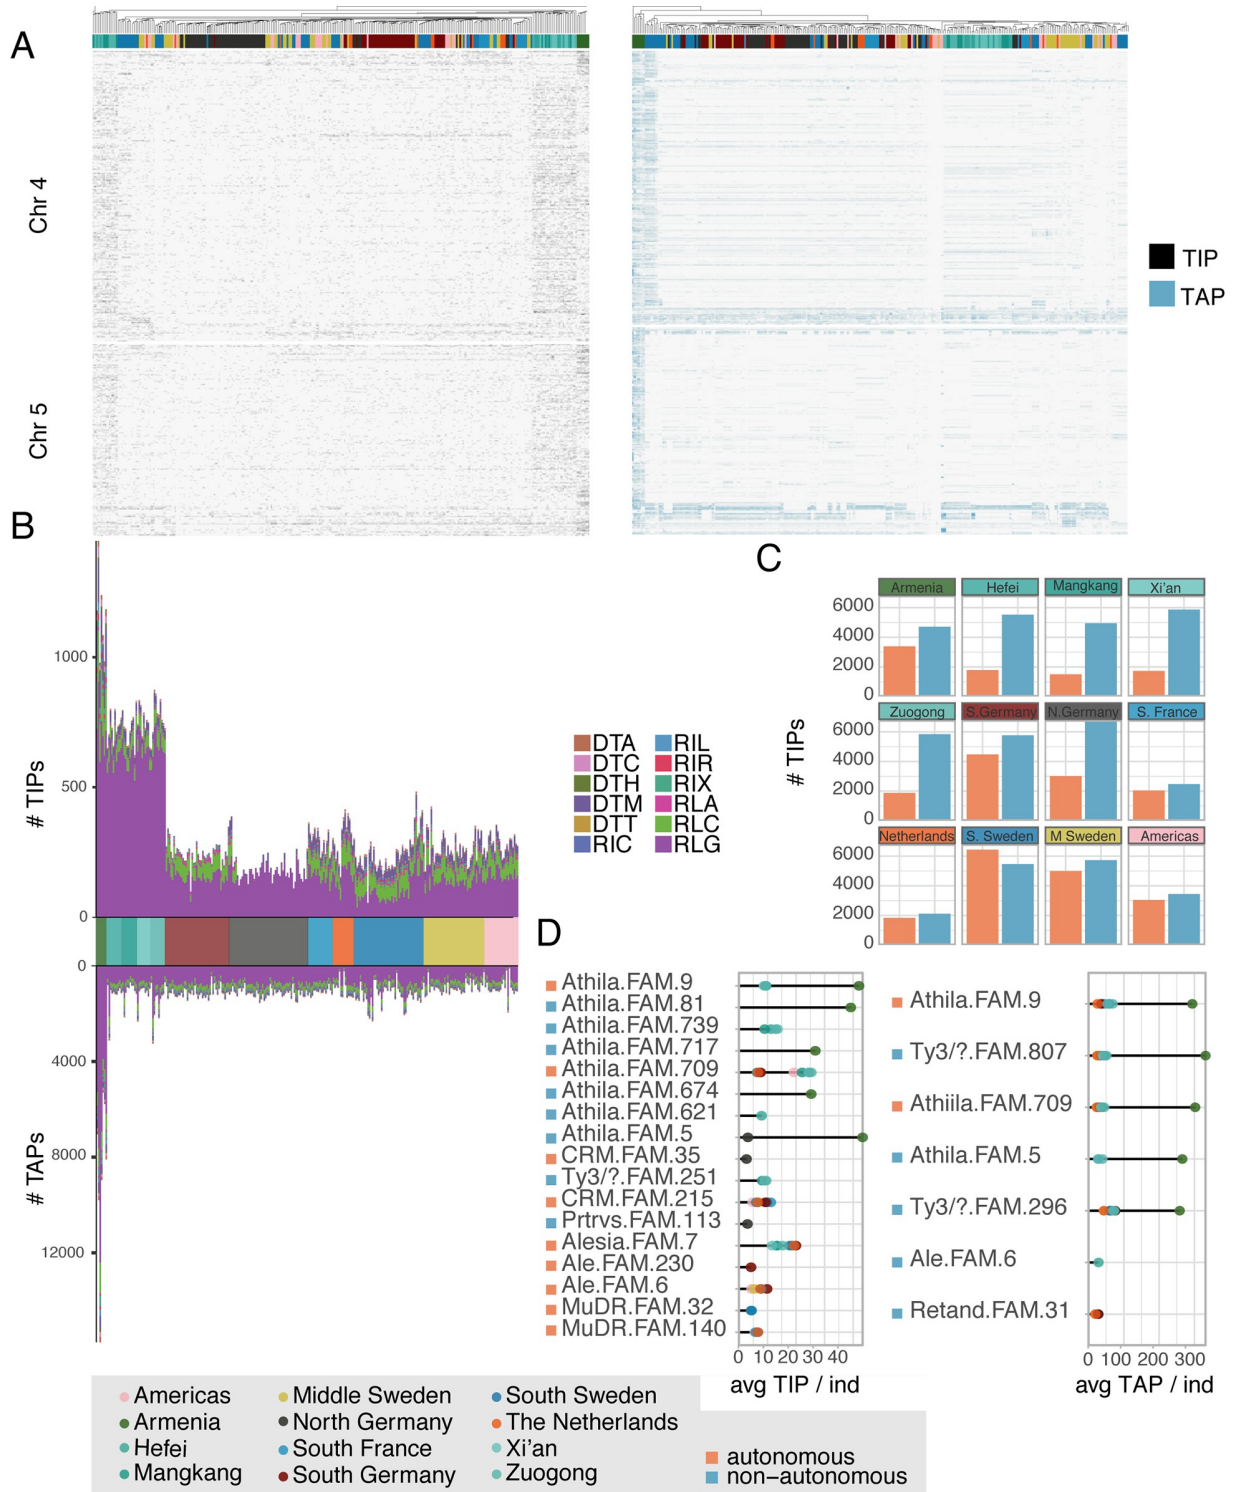 A
Chr 4
Chr 5
TIP
TAP
B
# TIPs
1000
500
0
0
4000
8000
12000
# TAPs
DTA
DTC
DTH
DTM
DTT
RIC
RIL
RIR
RIX
RLA
RLC
RLG
C
# TIPs
Armenia Hefei Mangkang Xi'an
6000
4000
2000
0
Zuogong S.Germany N.Germany S. France
6000
4000
2000
0
Netherlands S. Sweden M Sweden Americas
6000
4000
2000
0
D
Athila.FAM.9
Athila.FAM.81
Athila.FAM.739
Athila.FAM.717
Athila.FAM.709
Athila.FAM.674
Athila.FAM.621
Athila.FAM.5
CRM.FAM.35
Ty3/?.FAM.251
CRM.FAM.215
Prtrvs.FAM.113
Alesia.FAM.7
Ale.FAM.230
Ale.FAM.6
MuDR.FAM.32
MuDR.FAM.140
0 10 20 30 40
avg TIP / ind
Athila.FAM.9
Ty3/?.FAM.807
Athiila.FAM.709
Athila.FAM.5
Ty3/?.FAM.296
Ale.FAM.6
Retand.FAM.31
0 100 200 300
avg TAP / ind
Americas
Armenia
Hefei
Mangkang
Middle Sweden
North Germany
South France
South Germany
South Sweden
The Netherlands
Xi'an
Zuogong
autonomous
non-autonomous